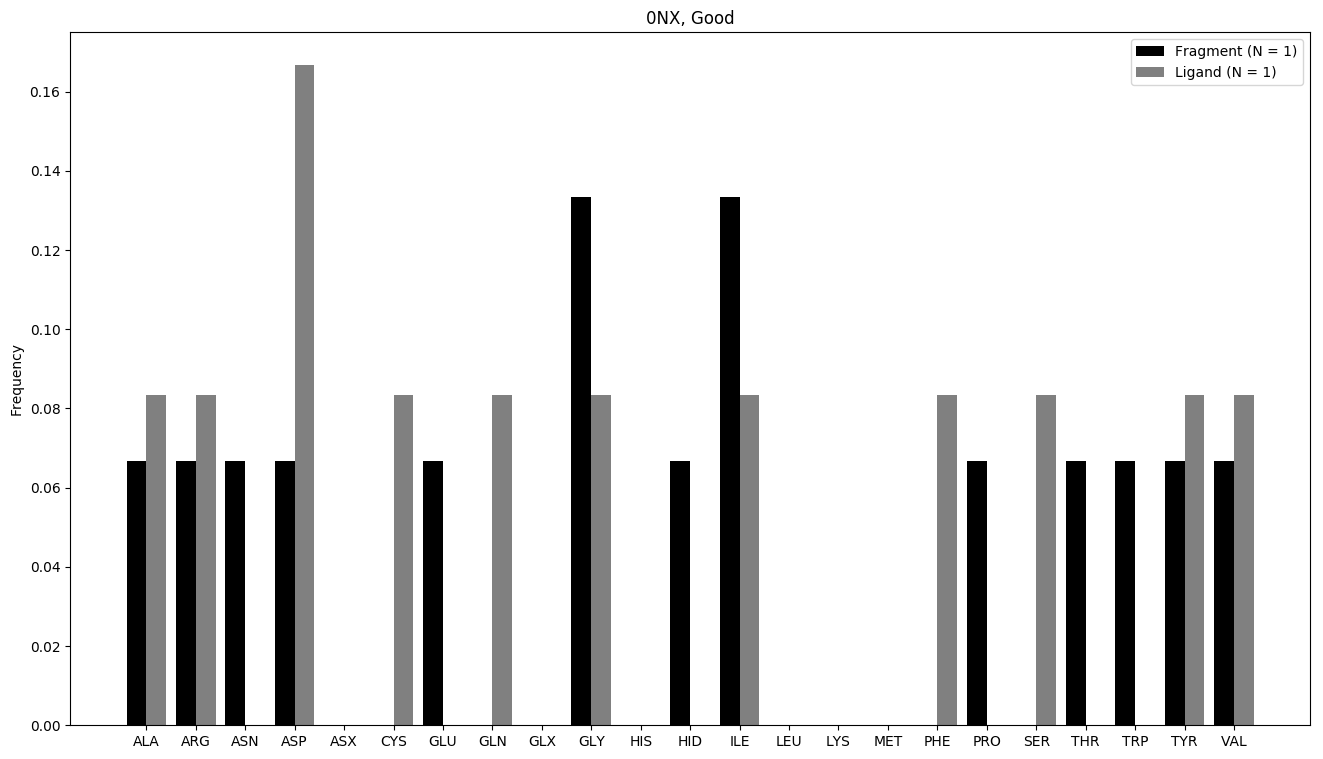 0NX, Good
Fragment (N = 1)
Ligand (N = 1)
Frequency
0.16
0.14
0.12
0.10
0.08
0.06
0.04
0.02
0.00
ALA ARG ASN ASP ASX CYS GLU GLN GLX GLY HIS HID ILE LEU LYS MET PHE PRO SER THR TRP TYR VAL